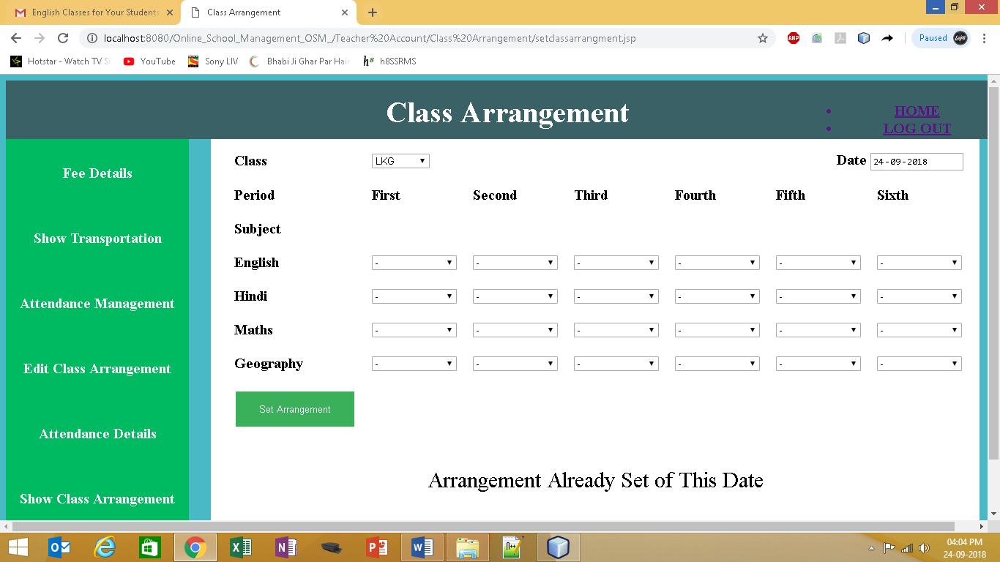 English Classes for Your Students
Class Arrangement
localhost:8080/Online_School_Management_OSM_/Teacher%20Account/Class%20Arrangement/setclassarrangment.jsp
ABP
Paused
Hotstar - Watch TV S
YouTube
Sony LIV
Bhabi Ji Ghar Par Hain
h8 h8SSRMS
Class Arrangement
HOME
LOG OUT
Fee Details
Show Transportation
Attendance Management
Edit Class Arrangement
Attendance Details
Show Class Arrangement
Class LKG Date 24-09-2018
Period First Second Third Fourth Fifth Sixth
Subject
English - - - - - -
Hindi - - - - - -
Maths - - - - - -
Geography - - - - - -
Set Arrangement
Arrangement Already Set of This Date
04:04 PM
24-09-2018